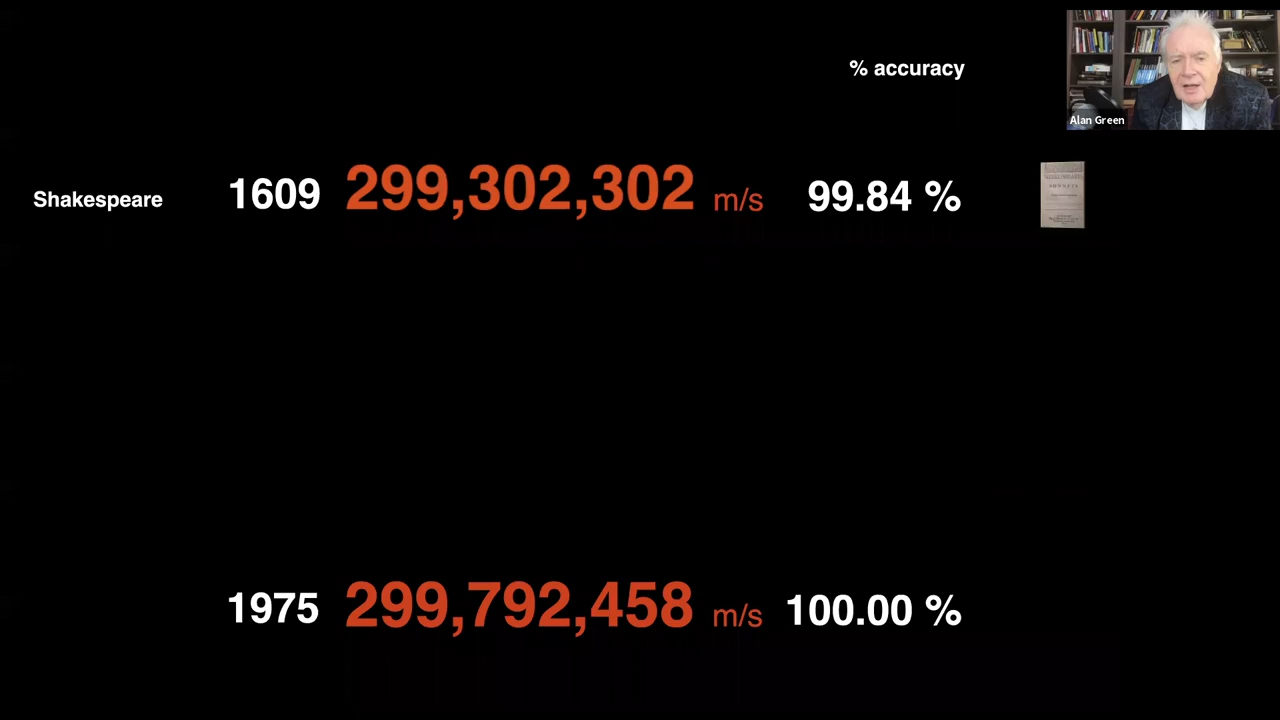 % accuracy
Alan Green
Shakespeare 1609 299,302,302 m/s 99.84 %
1975 299,792,458 m/s 100.00 %